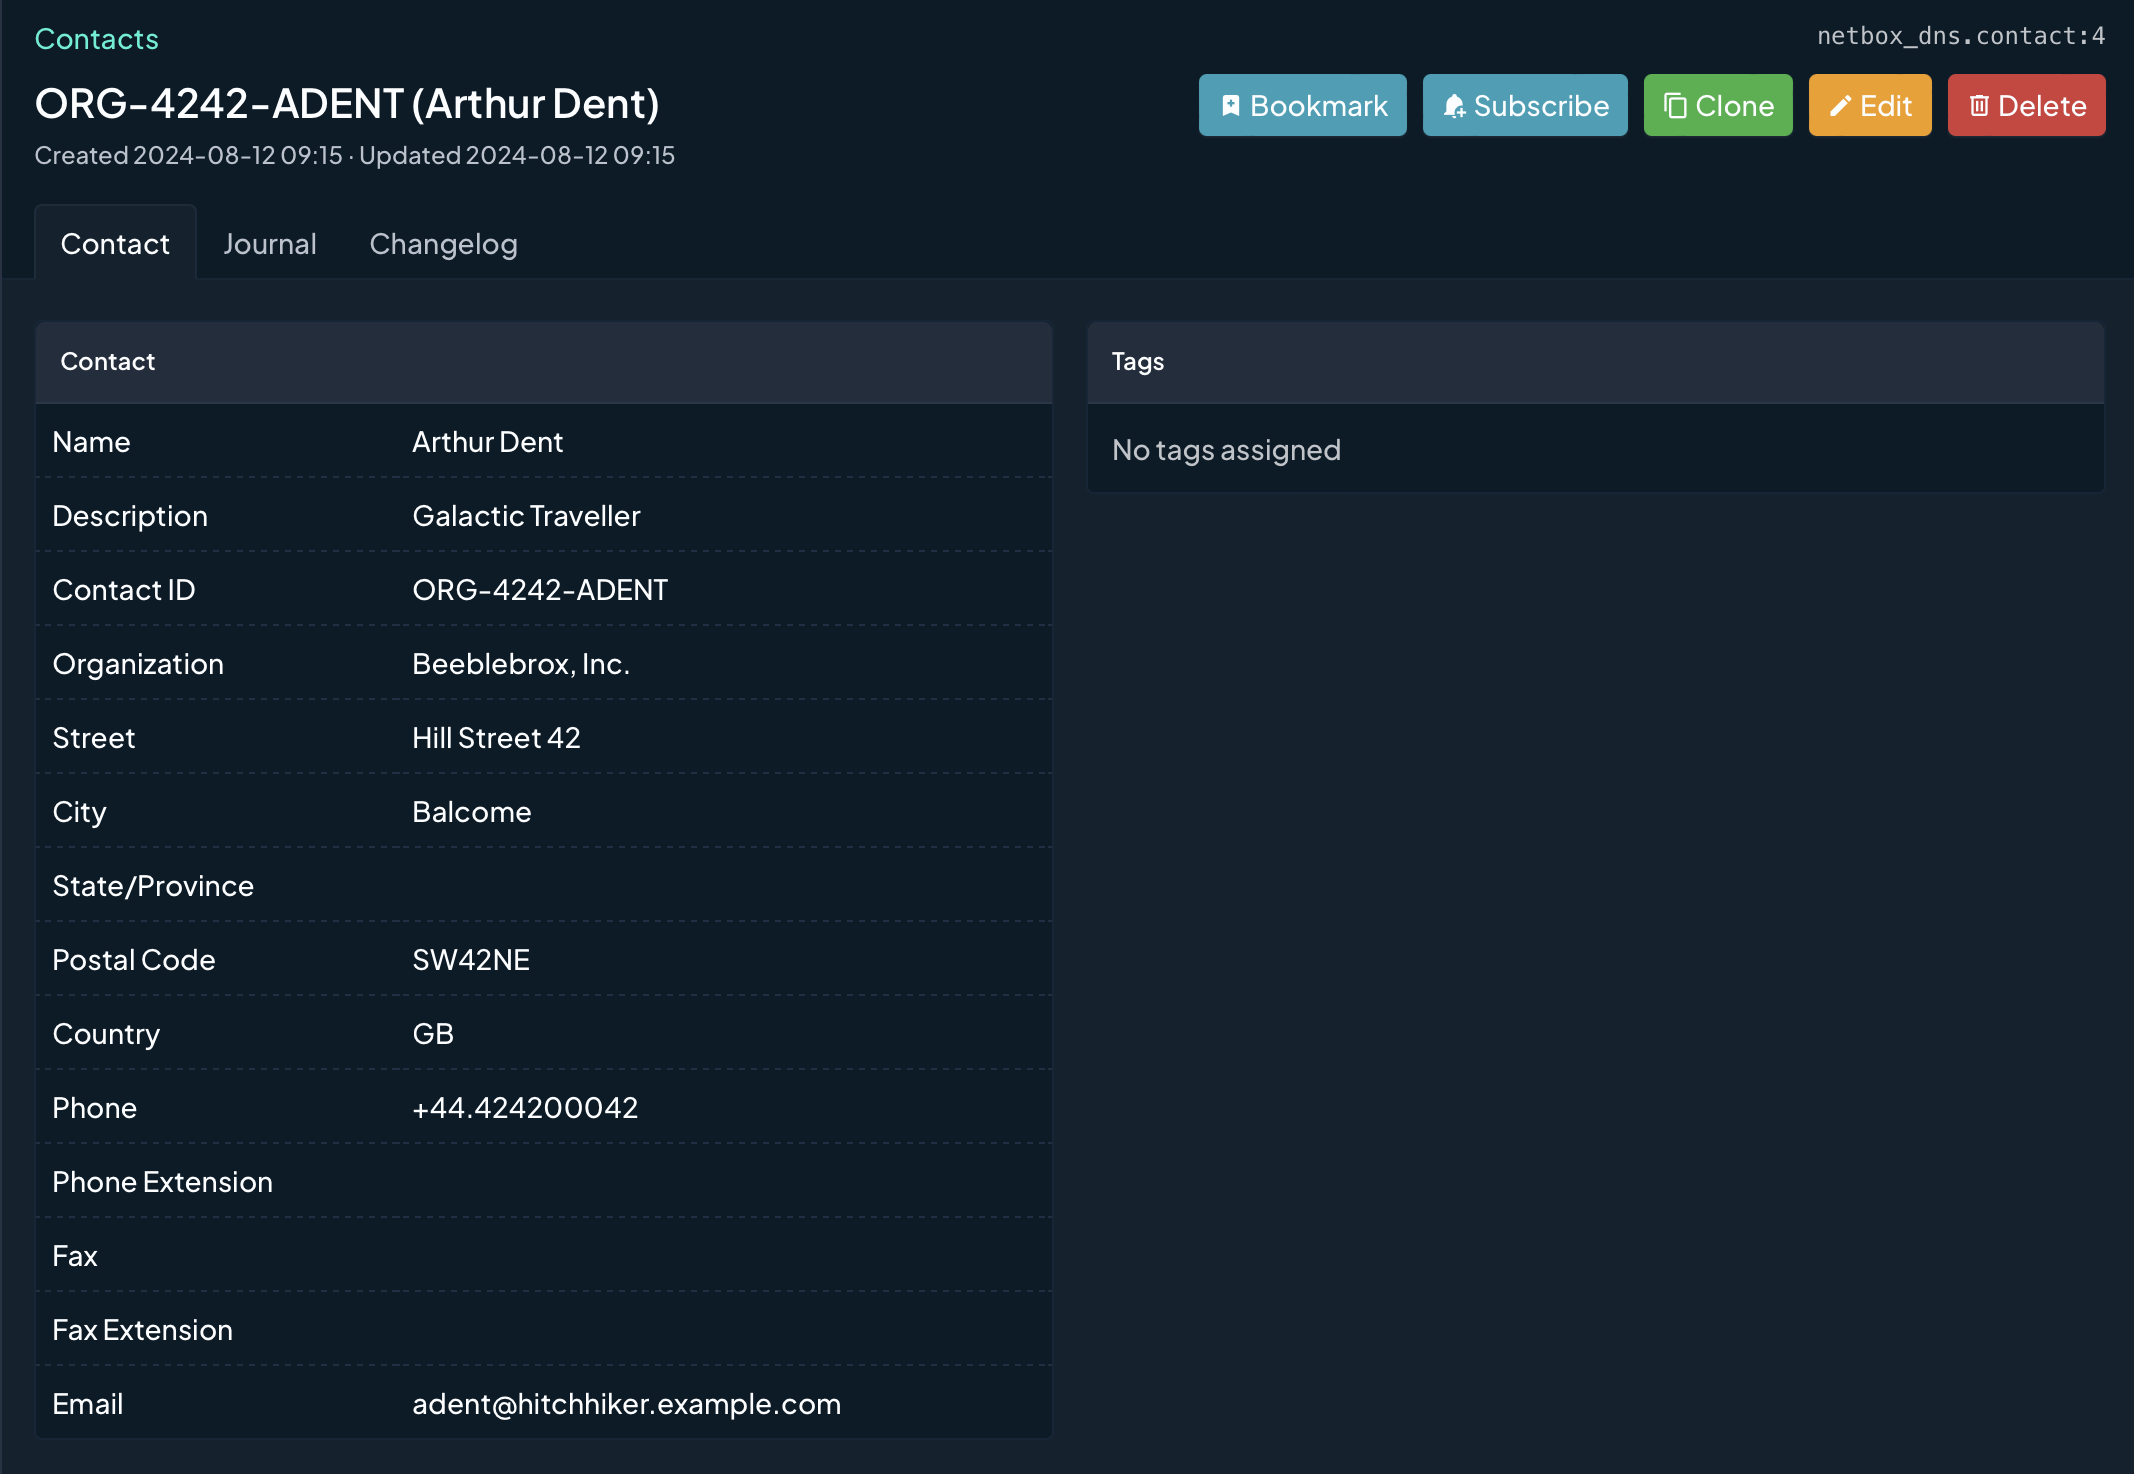 Contacts
netbox_dns.contact:4
ORG-4242-ADENT (Arthur Dent)
Bookmark Subscribe Clone Edit Delete
Created 2024-08-12 09:15 · Updated 2024-08-12 09:15
Contact Journal Changelog
Contact
Name Arthur Dent
Description Galactic Traveller
Contact ID ORG-4242-ADENT
Organization Beeblebrox, Inc.
Street Hill Street 42
City Balcome
State/Province
Postal Code SW42NE
Country GB
Phone +44.424200042
Phone Extension
Fax
Fax Extension
Email adent@hitchhiker.example.com
Tags
No tags assigned